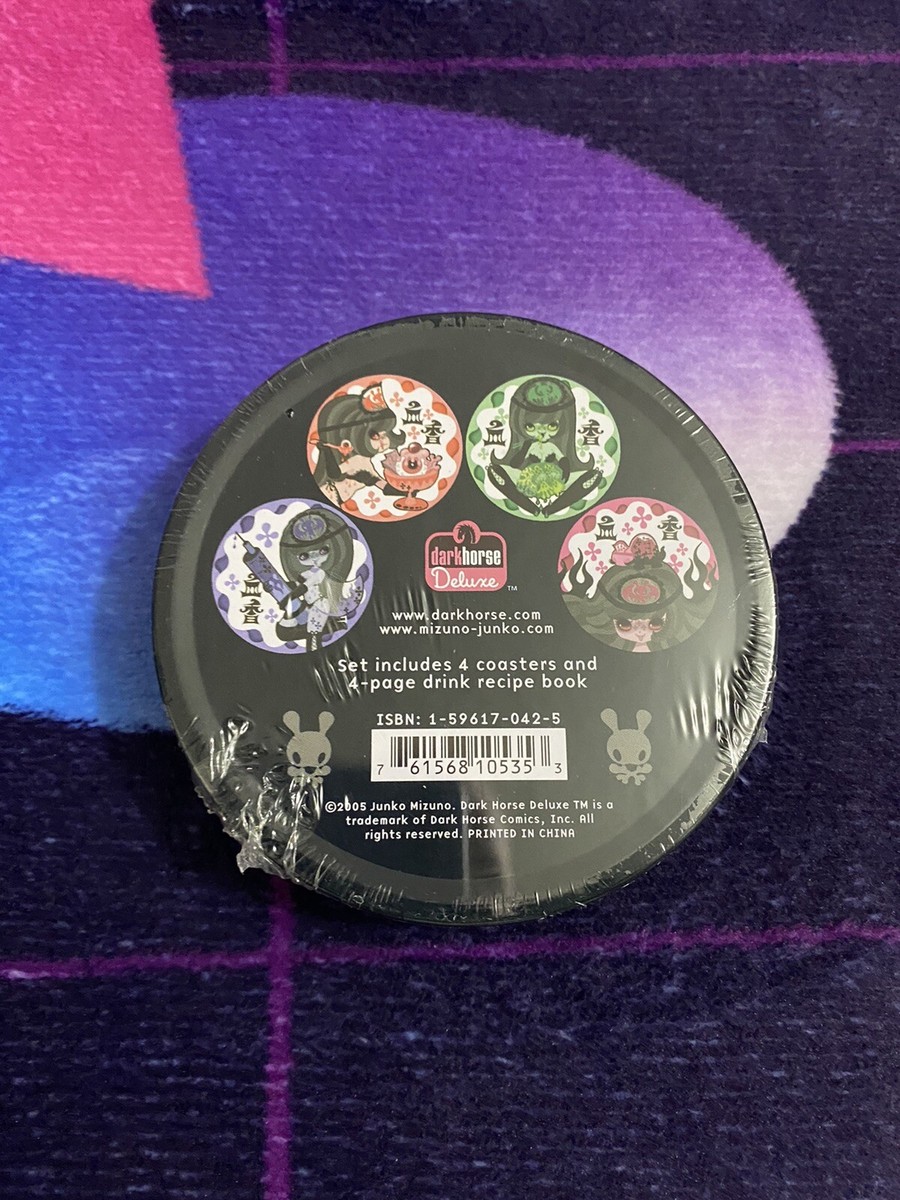 darkhorse
Deluxe™
www.darkhorse.com
www.mizuno-junko.com
Set includes 4 coasters and
4-page drink recipe book
ISBN: 1-59617-042-5
7 61568 10535 3
©2005 Junko Mizuno. Dark Horse Deluxe TM is a
trademark of Dark Horse Comics, Inc. All
rights reserved. PRINTED IN CHINA